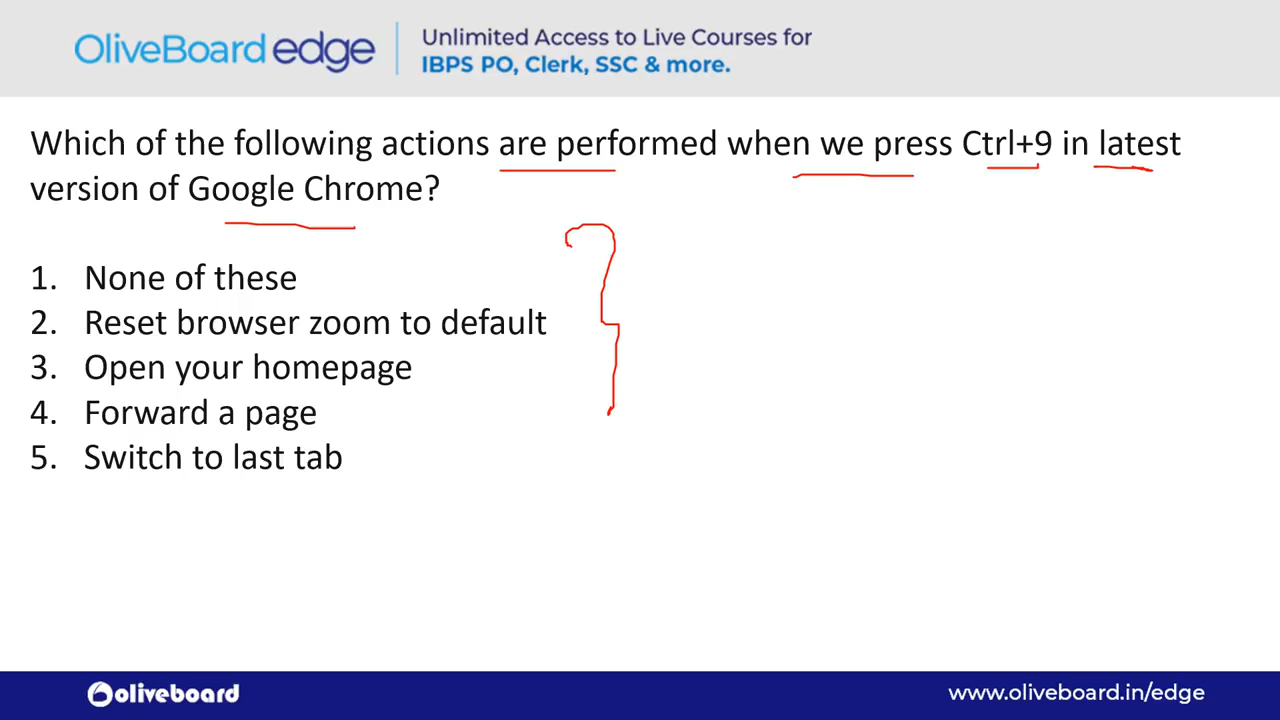 OliveBoard edge
Unlimited Access to Live Courses for
IBPS PO, Clerk, SSC & more.
Which of the following actions are performed when we press Ctrl+9 in latest
version of Google Chrome?
1. None of these
2. Reset browser zoom to default
3. Open your homepage
4. Forward a page
5. Switch to last tab
oliveboard
www.oliveboard.in/edge